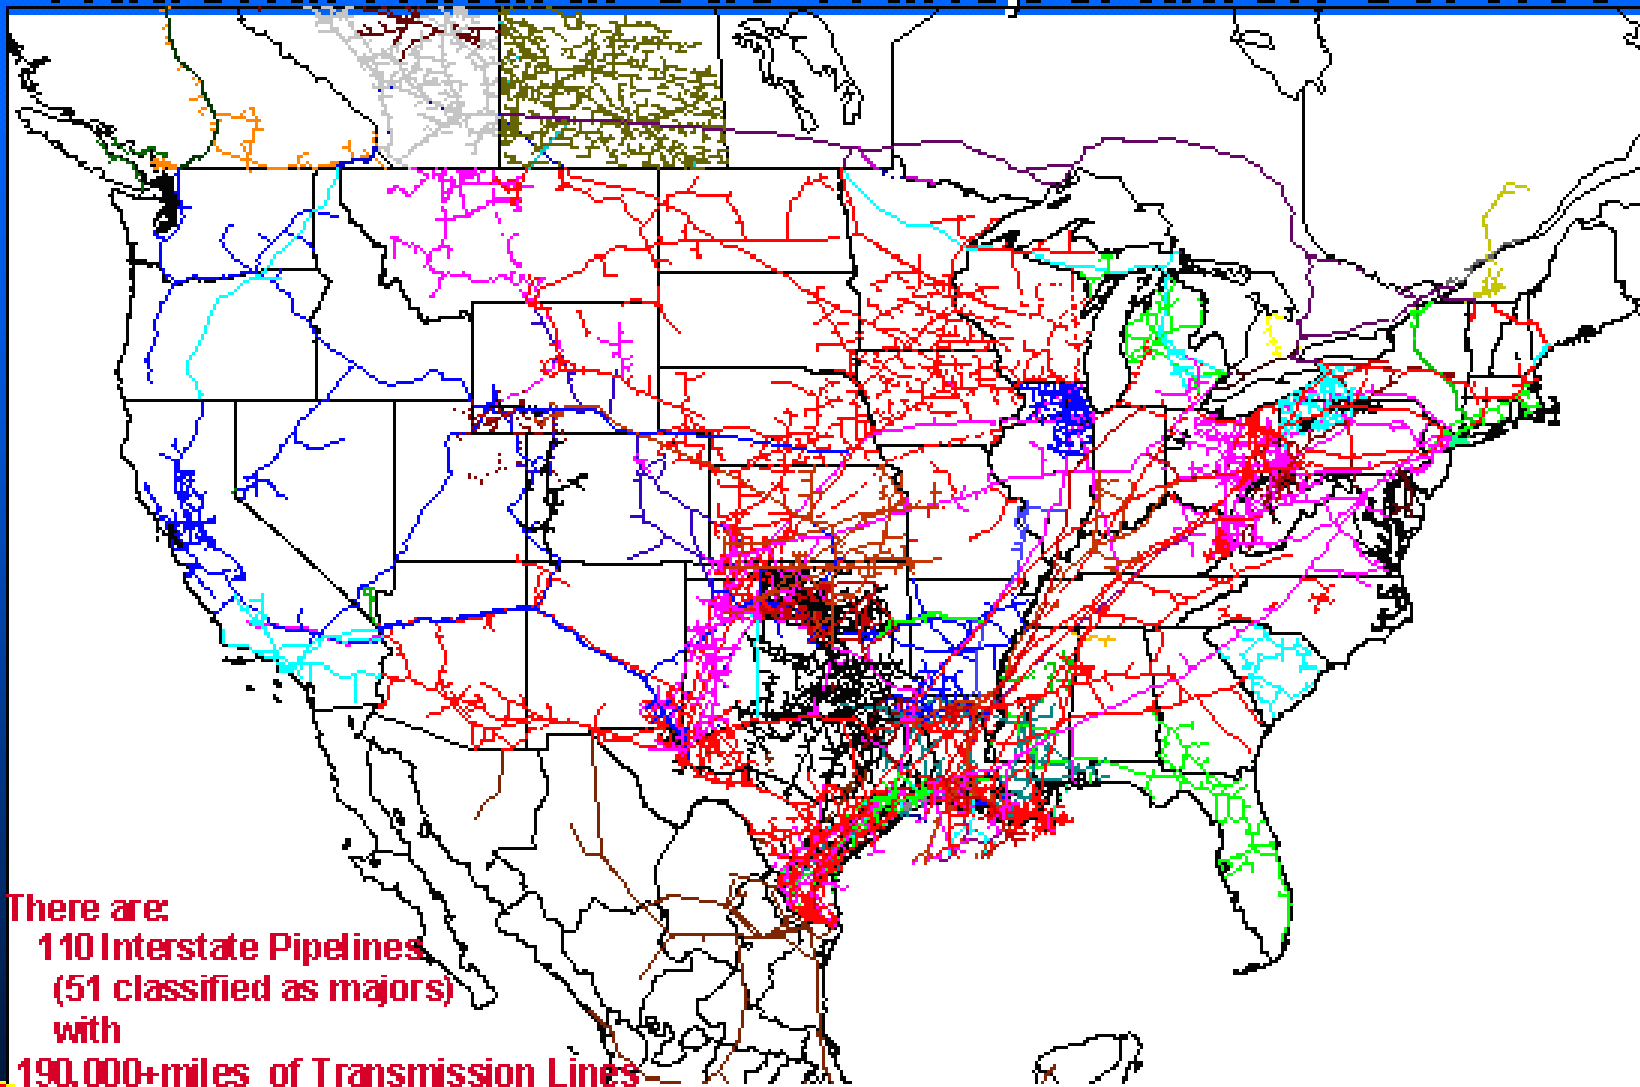 There are:
110 Interstate Pipelines
(51 classified as majors)
with
190,000+miles of Transmission Lines